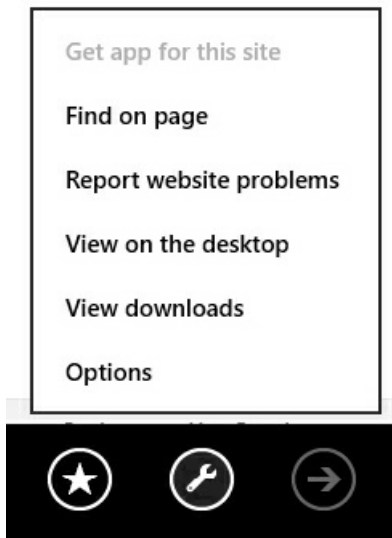 Get app for this site
Find on page
Report website problems
View on the desktop
View downloads
Options